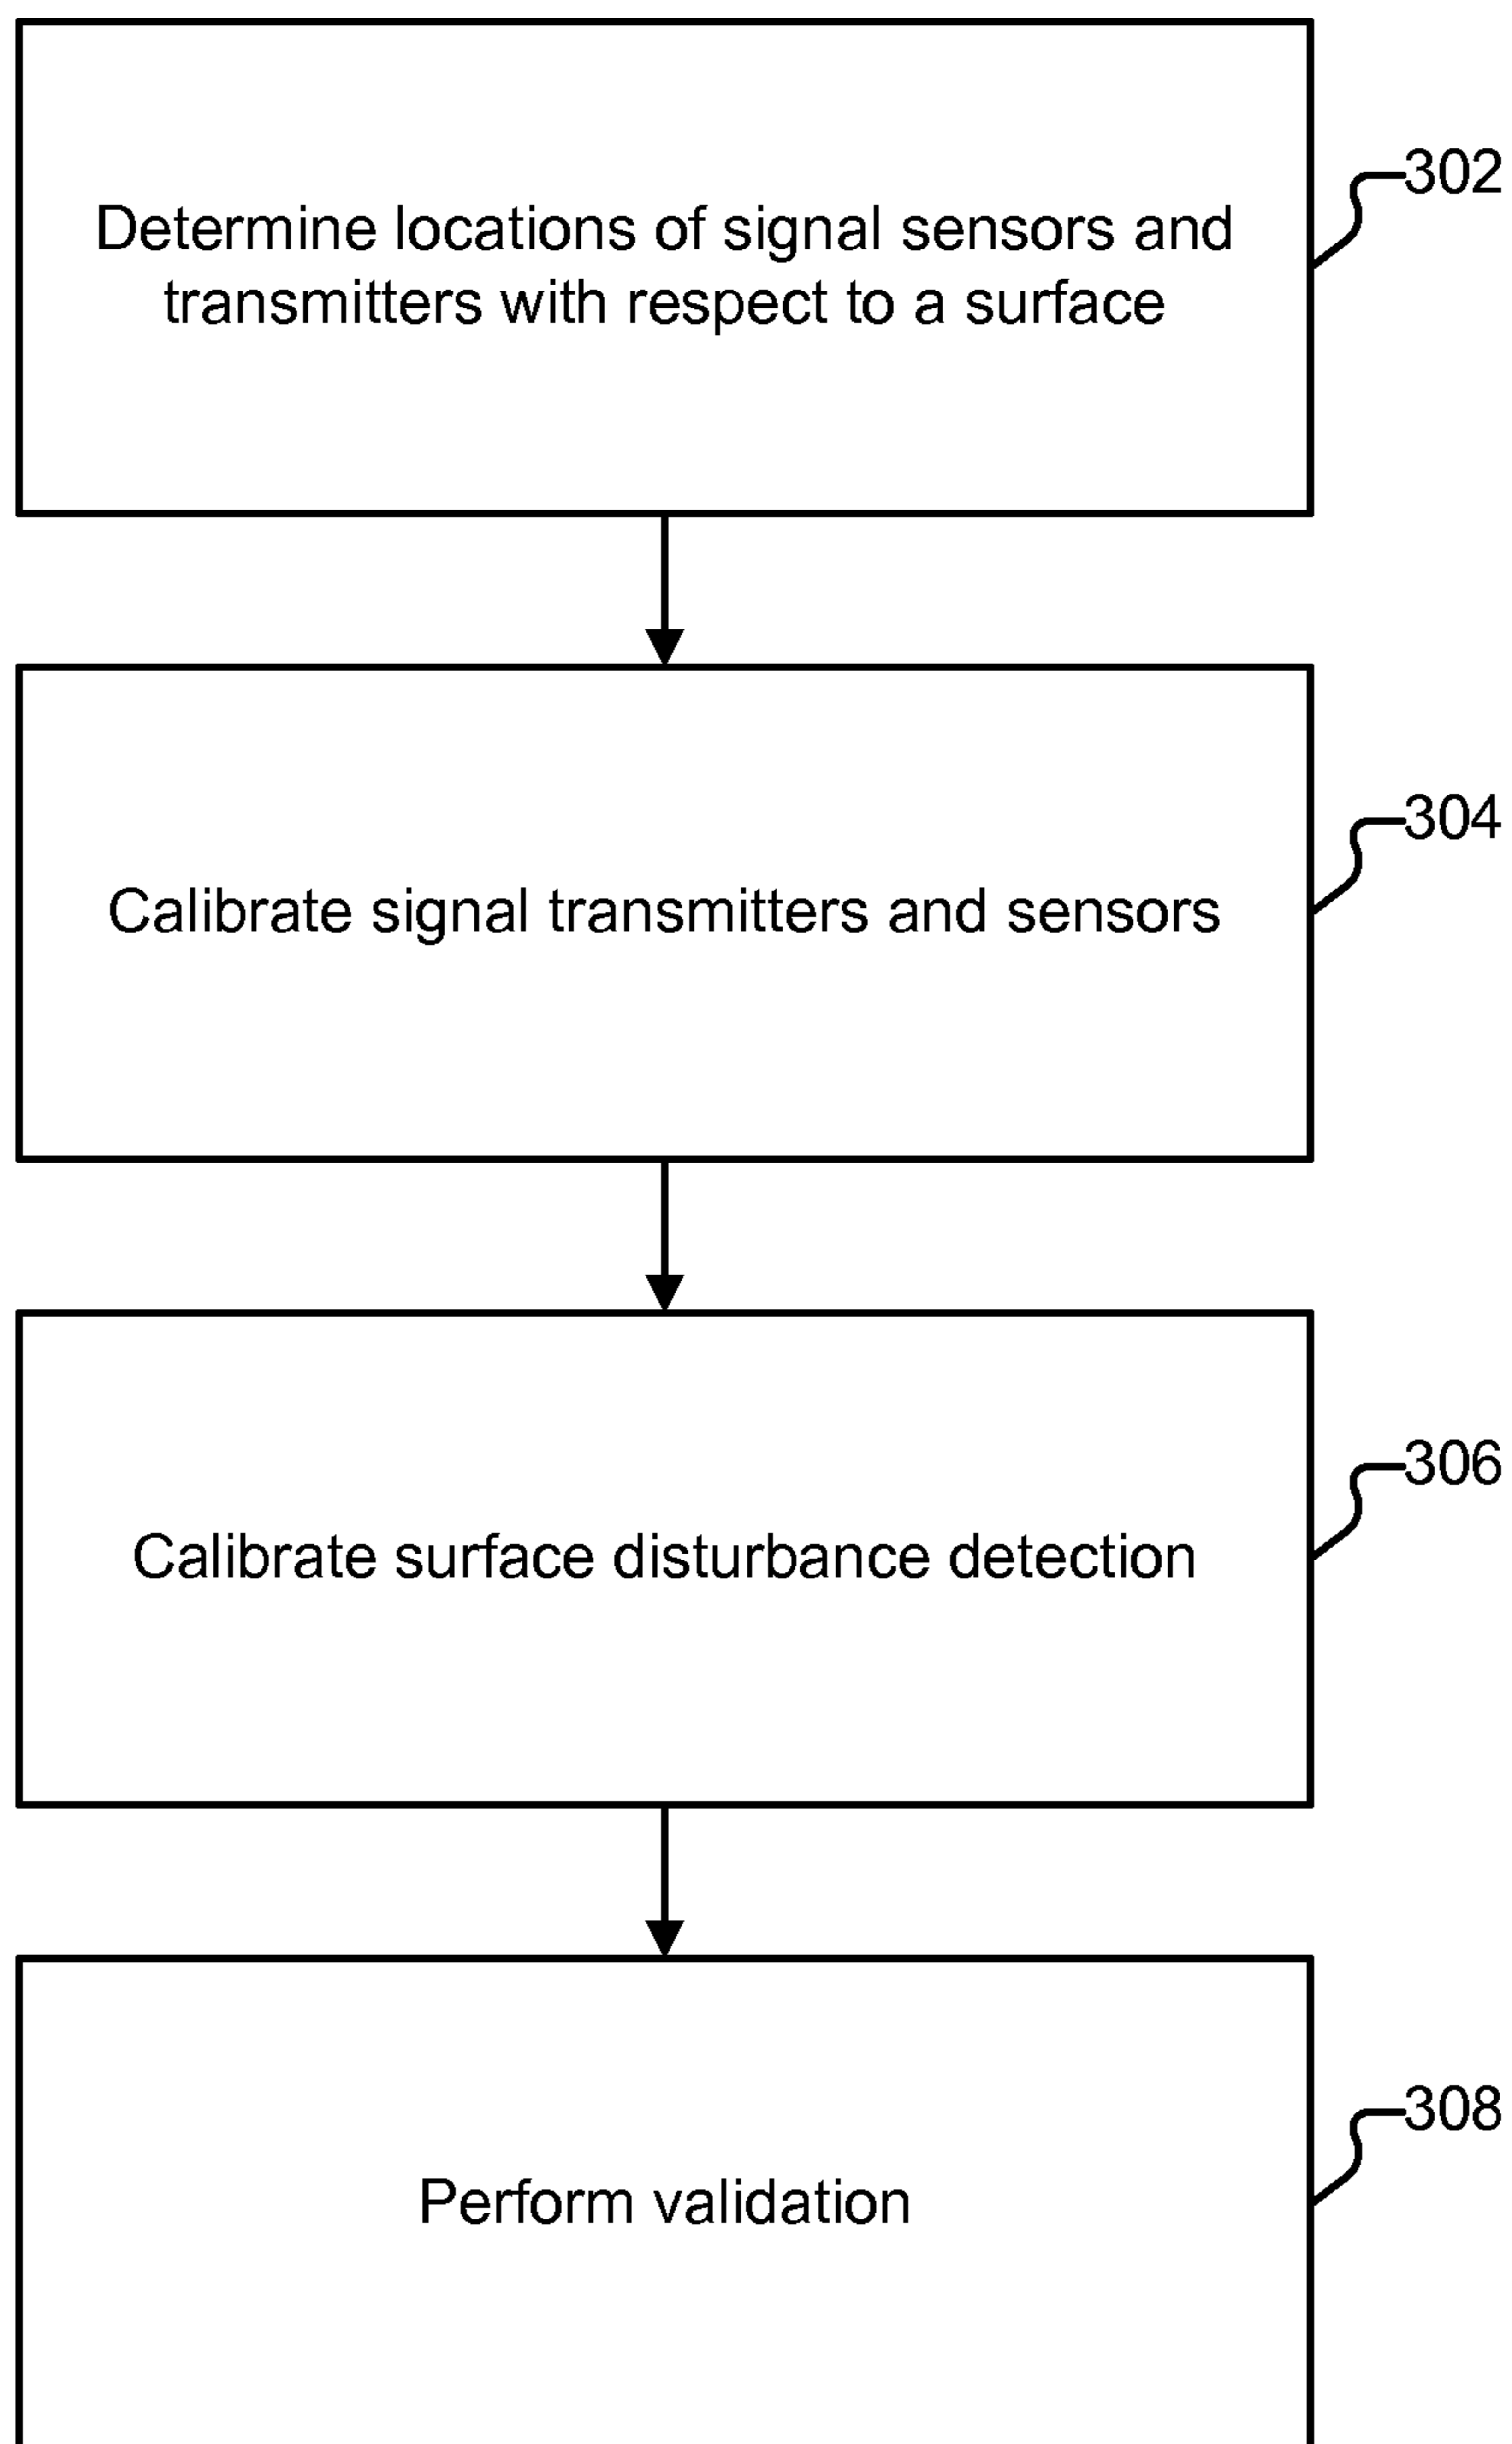 302
Determine locations of signal sensors and
transmitters with respect to a surface
304
Calibrate signal transmitters and sensors
306
Calibrate surface disturbance detection
308
Perform validation